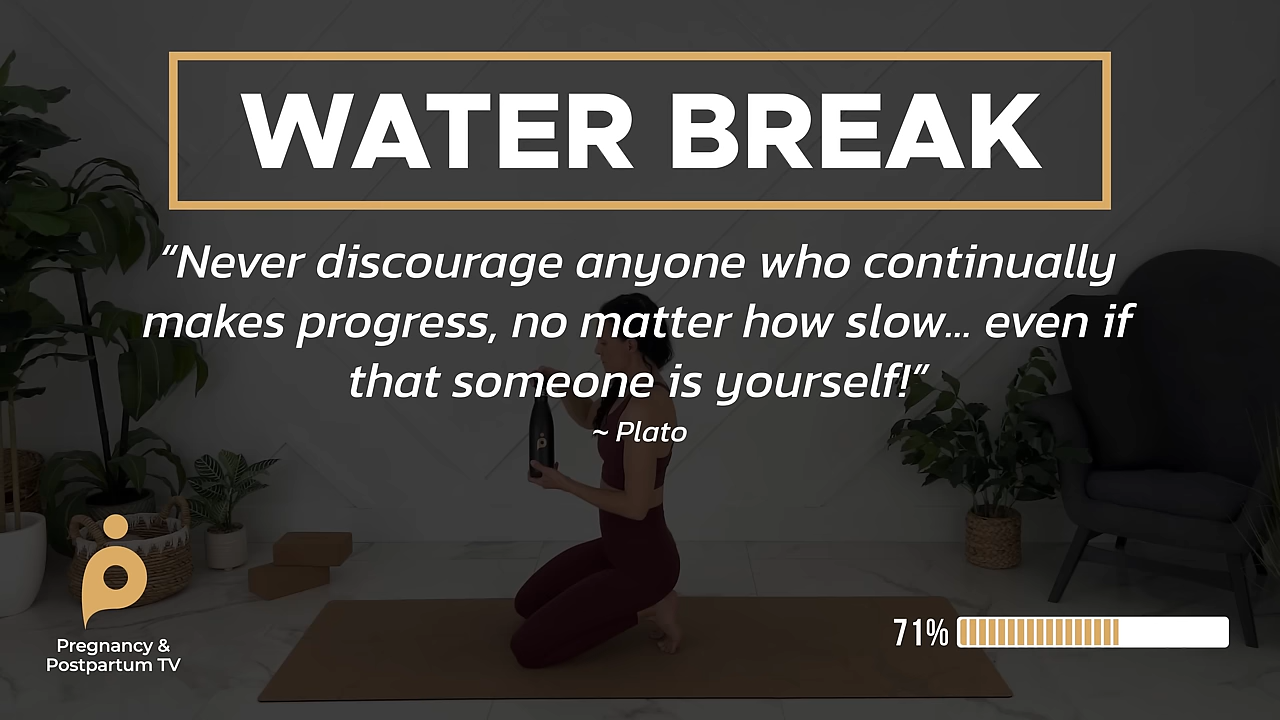 WATER BREAK
“Never discourage anyone who continually
makes progress, no matter how slow... even if
that someone is yourself!”
~ Plato
Pregnancy &
Postpartum TV
71%